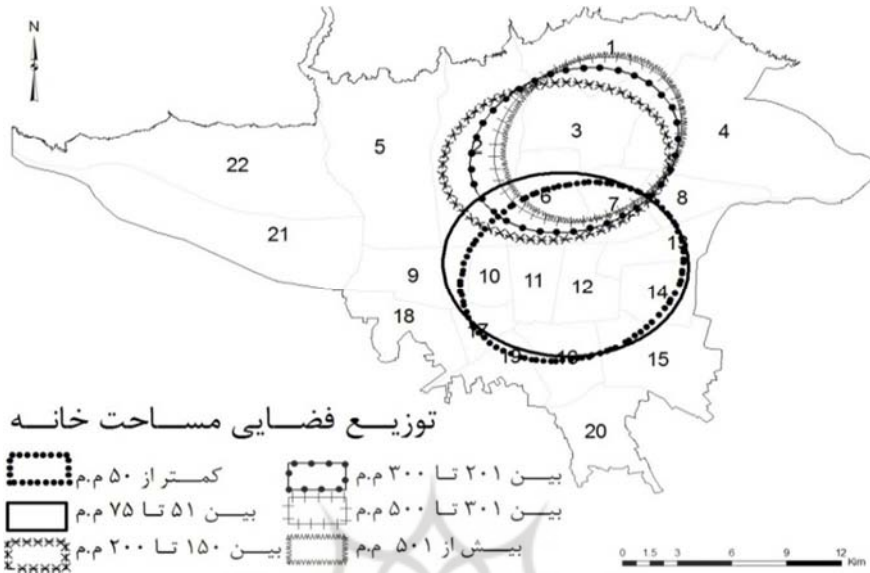 N
1
3
4
5
2
22
6
7
8
21
13
9
10
11
12
14
18
17
19
16
15
20
توزیع فضایی مساحت خانه
کمتر از ۵۰ م.م
بین ۲۰۱ تا ۳۰۰ م.م
بین ۵۱ تا ۷۵ م.م
بین ۳۰۱ تا ۵۰۰ م.م
بین ۱۵۰ تا ۲۰۰ م.م
بیش از ۵۰۱ م.م
0 1.5 3 6 9 12
Km